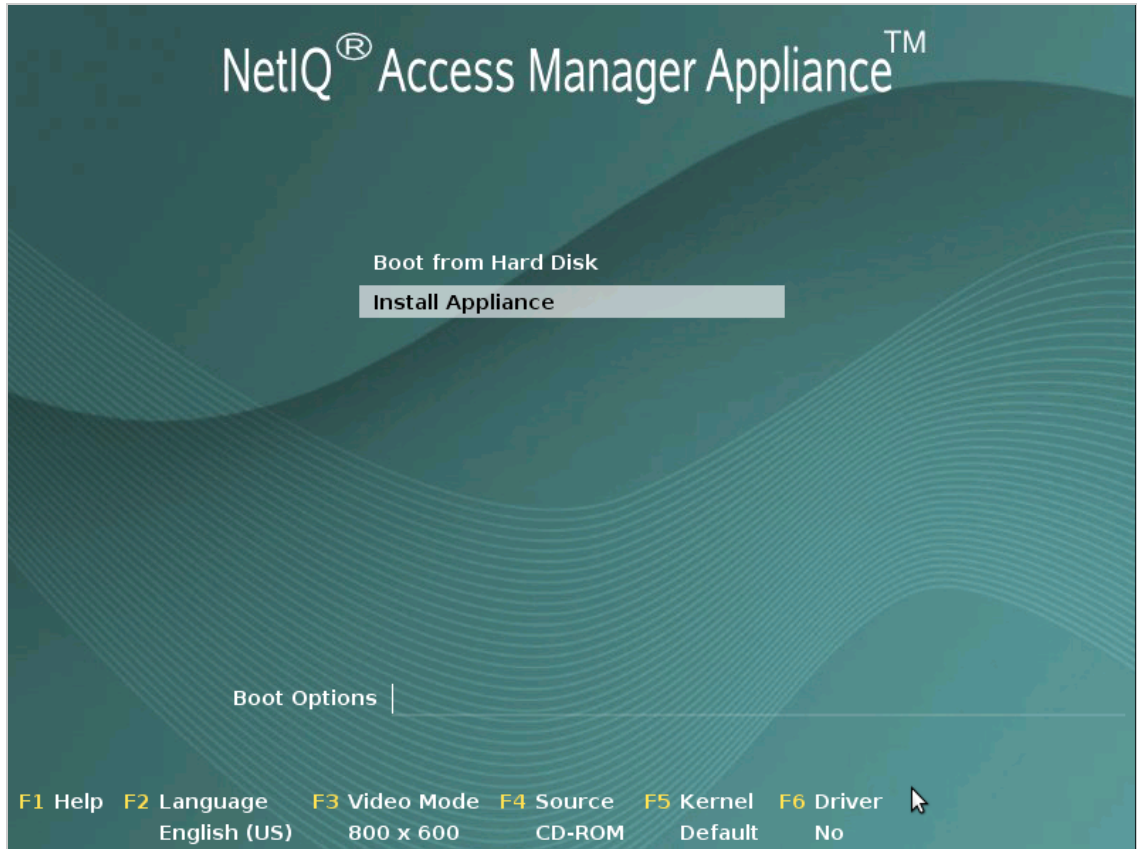 NetIQ® Access Manager Appliance™
Boot from Hard Disk
Install Appliance
Boot Options
F1 Help F2 Language F3 Video Mode F4 Source F5 Kernel F6 Driver
English (US) 800 x 600 CD-ROM Default No